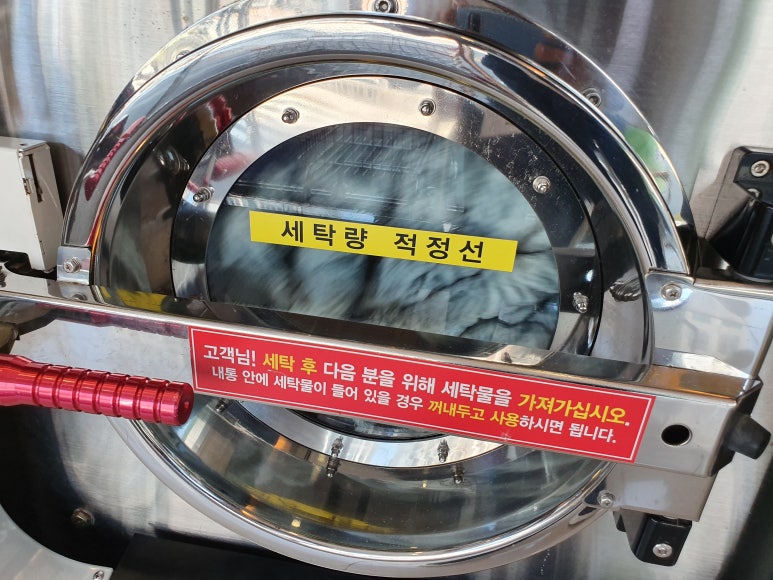 세탁량 적정선
고객님! 세탁 후 다음 분을 위해 세탁물을 가져가십시오.
내통 안에 세탁물이 들어 있을 경우 꺼내두고 사용하시면 됩니다.